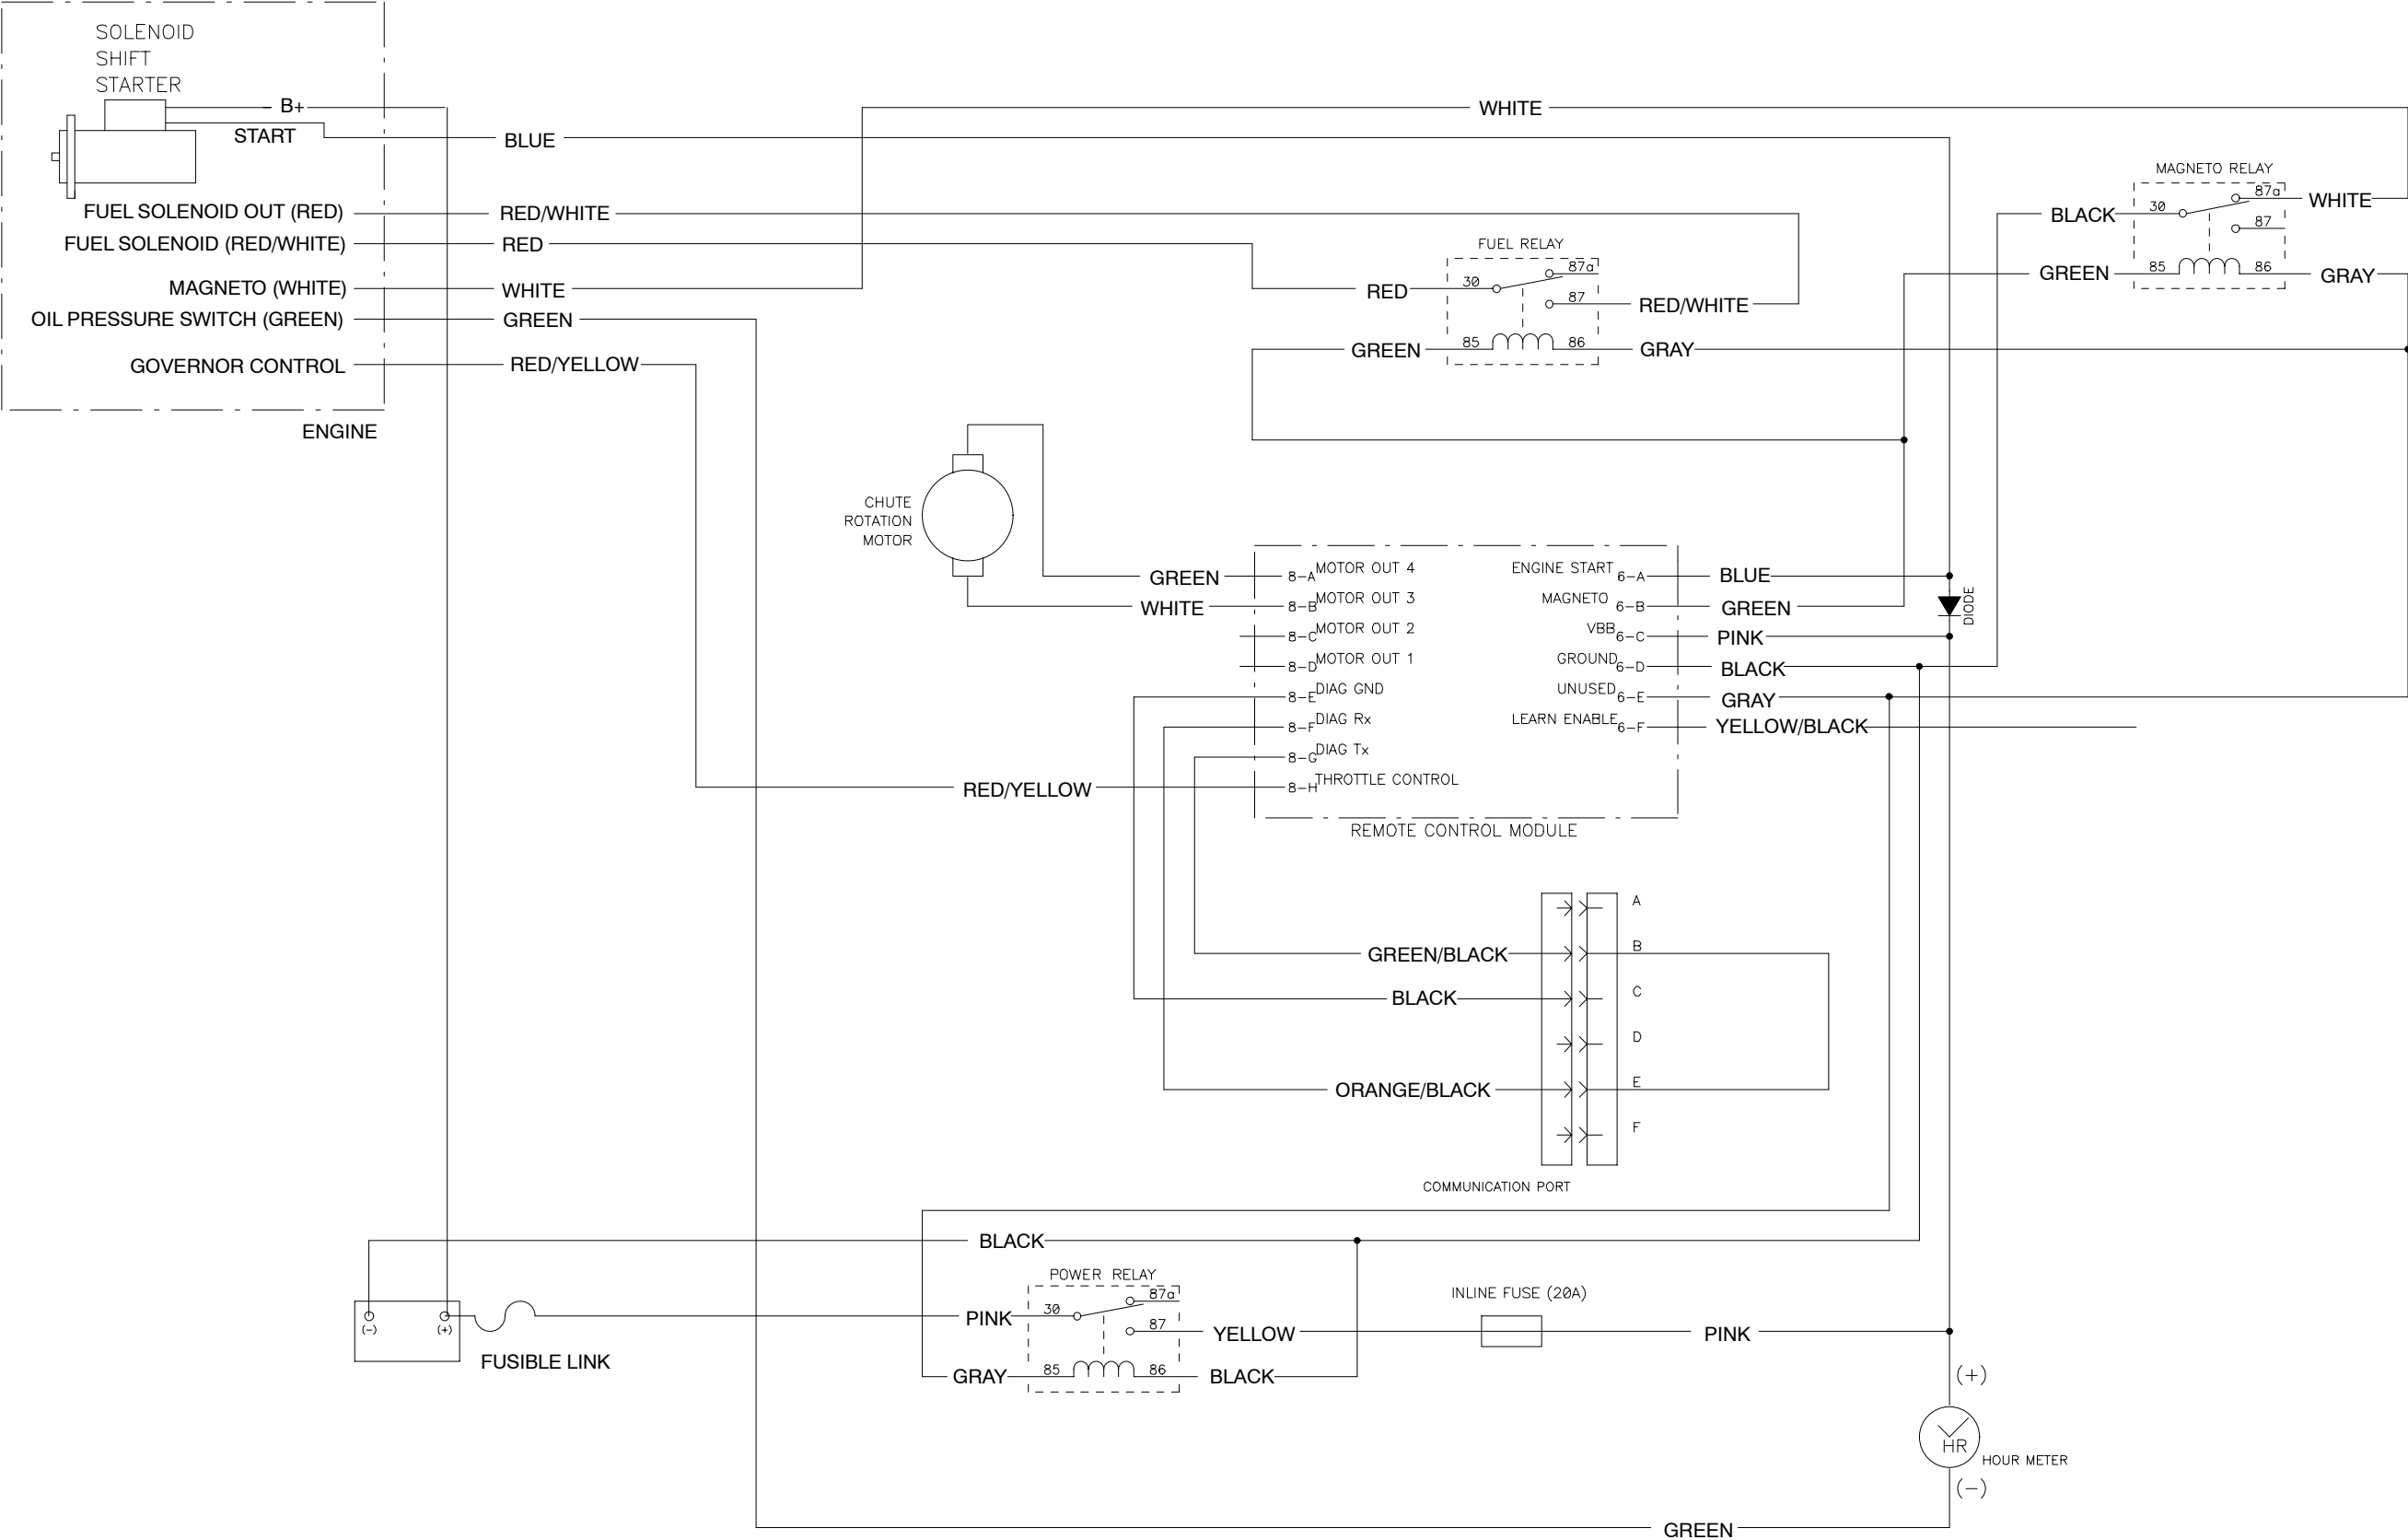 SOLENOID
SHIFT
STARTER
B+
START
BLUE
WHITE
FUEL SOLENOID OUT (RED)
RED/WHITE
FUEL SOLENOID (RED/WHITE)
RED
MAGNETO (WHITE)
WHITE
OIL PRESSURE SWITCH (GREEN)
GREEN
GOVERNOR CONTROL
RED/YELLOW
ENGINE
FUEL RELAY
RED
30
87a
87
RED/WHITE
GREEN
85
86
GRAY
MAGNETO RELAY
BLACK
30
87a
WHITE
87
GREEN
85
86
GRAY
CHUTE
ROTATION
MOTOR
GREEN
8-A
MOTOR OUT 4
WHITE
8-B
MOTOR OUT 3
8-C
MOTOR OUT 2
8-D
MOTOR OUT 1
8-E
DIAG GND
8-F
DIAG Rx
8-G
DIAG Tx
RED/YELLOW
8-H
THROTTLE CONTROL
ENGINE START
6-A
BLUE
MAGNETO
6-B
GREEN
VBB
6-C
PINK
GROUND
6-D
BLACK
UNUSED
6-E
GRAY
LEARN ENABLE
6-F
YELLOW/BLACK
DIODE
REMOTE CONTROL MODULE
A
GREEN/BLACK
B
BLACK
C
D
ORANGE/BLACK
E
F
COMMUNICATION PORT
BLACK
(-)
(+)
FUSIBLE LINK
POWER RELAY
PINK
30
87a
87
YELLOW
GRAY
85
86
BLACK
INLINE FUSE (20A)
PINK
(+)
HR
HOUR METER
(-)
GREEN